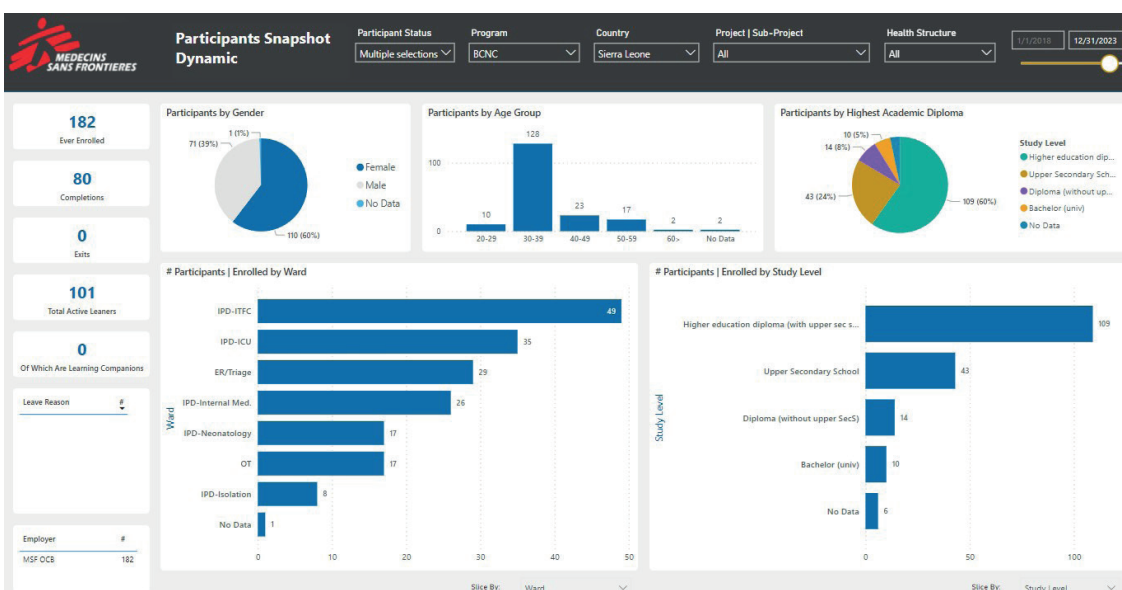 MEDECINS
SANS FRONTIERES
Participants Snapshot
Dynamic
Participant Status
Multiple selections
Program
BCNC
Country
Sierra Leone
Project | Sub-Project
All
Health Structure
All
1/1/2018
12/31/2023
182
Ever Enrolled
80
Completions
0
Exits
101
Total Active Leaners
0
Of Which Are Learning Companions
Leave Reason #
Employer #
MSF OCB 182
Participants by Gender
1 (1%)
71 (39%)
110 (60%)
Female
Male
No Data
Participants by Age Group
100
0
10
128
23
17
2
2
20-29
30-39
40-49
50-59
60>
No Data
Participants by Highest Academic Diploma
10 (5%)
14 (8%)
43 (24%)
109 (60%)
Study Level
Higher education dip...
Upper Secondary Sch...
Diploma (without up...
Bachelor (univ)
No Data
# Participants | Enrolled by Ward
Ward
IPD-ITFC 49
IPD-ICU 35
ER/Triage 29
IPD-Internal Med. 26
IPD-Neonatology 17
OT 17
IPD-Isolation 8
No Data 1
0 10 20 30 40 50
Slice By: Ward
# Participants | Enrolled by Study Level
Study Level
Higher education diploma (with upper sec s... 109
Upper Secondary School 43
Diploma (without upper SecS) 14
Bachelor (univ) 10
No Data 6
0 50 100
Slice By: Study Level